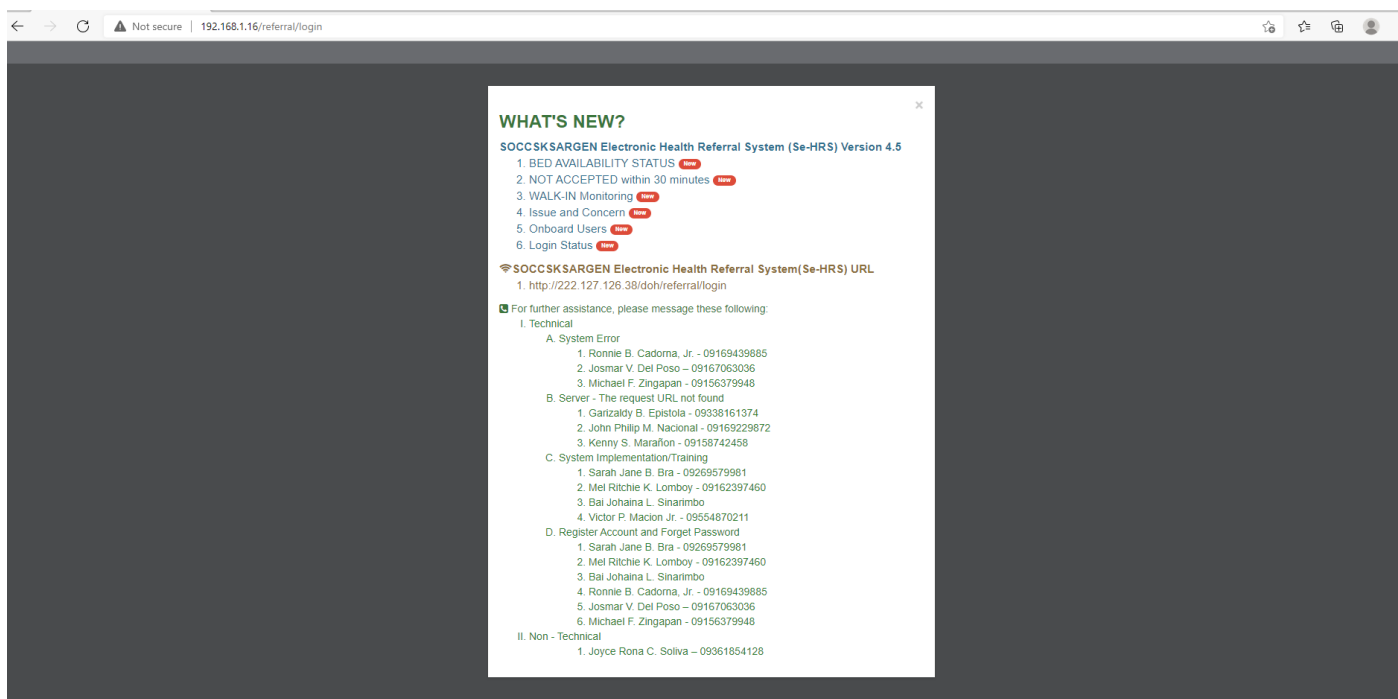 Not secure | 192.168.1.16/referral/login
×
WHAT'S NEW?
SOCCSKSARGEN Electronic Health Referral System (Se-HRS) Version 4.5
1. BED AVAILABILITY STATUS New
2. NOT ACCEPTED within 30 minutes New
3. WALK-IN Monitoring New
4. Issue and Concern New
5. Onboard Users New
6. Login Status New
SOCCSKSARGEN Electronic Health Referral System(Se-HRS) URL
1. http://222.127.126.38/doh/referral/login
For further assistance, please message these following:
I. Technical
A. System Error
1. Ronnie B. Cadorna, Jr. - 09169439885
2. Josmar V. Del Poso – 09167063036
3. Michael F. Zingapan - 09156379948
B. Server - The request URL not found
1. Garizaldy B. Epistola - 09338161374
2. John Philip M. Nacional - 09169229872
3. Kenny S. Marañon - 09158742458
C. System Implementation/Training
1. Sarah Jane B. Bra - 09269579981
2. Mel Ritchie K. Lomboy - 09162397460
3. Bai Johaina L. Sinarimbo
4. Victor P. Macion Jr. - 09554870211
D. Register Account and Forget Password
1. Sarah Jane B. Bra - 09269579981
2. Mel Ritchie K. Lomboy - 09162397460
3. Bai Johaina L. Sinarimbo
4. Ronnie B. Cadorna, Jr. - 09169439885
5. Josmar V. Del Poso – 09167063036
6. Michael F. Zingapan - 09156379948
II. Non - Technical
1. Joyce Rona C. Soliva – 09361854128